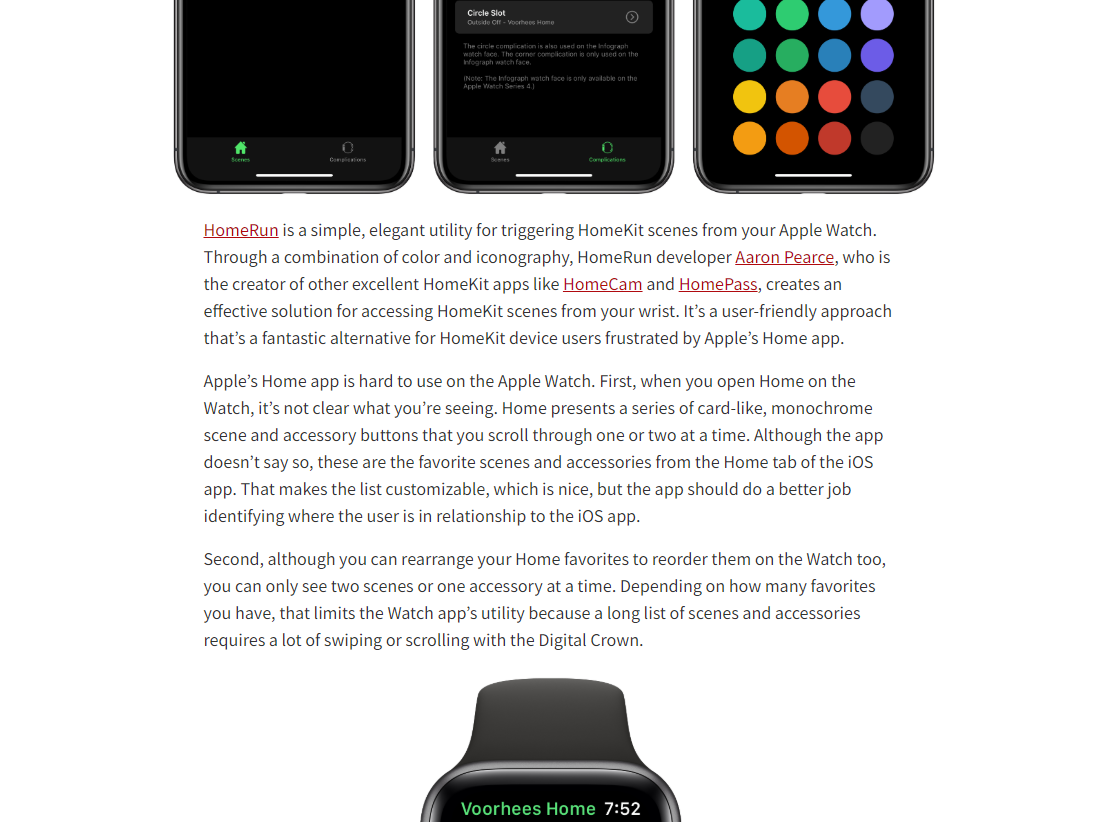 Circle Slot
Outside Off - Voorhees Home
The circle complication is also used on the Infograph
watch face. The corner complication is only used on the
Infograph watch face.
(Note: The Infograph watch face is only available on the
Apple Watch Series 4.)
Scenes
Complications
Scenes
Complications
HomeRun is a simple, elegant utility for triggering HomeKit scenes from your Apple Watch.
Through a combination of color and iconography, HomeRun developer Aaron Pearce, who is
the creator of other excellent HomeKit apps like HomeCam and HomePass, creates an
effective solution for accessing HomeKit scenes from your wrist. It’s a user-friendly approach
that’s a fantastic alternative for HomeKit device users frustrated by Apple’s Home app.
Apple’s Home app is hard to use on the Apple Watch. First, when you open Home on the
Watch, it’s not clear what you’re seeing. Home presents a series of card-like, monochrome
scene and accessory buttons that you scroll through one or two at a time. Although the app
doesn’t say so, these are the favorite scenes and accessories from the Home tab of the iOS
app. That makes the list customizable, which is nice, but the app should do a better job
identifying where the user is in relationship to the iOS app.
Second, although you can rearrange your Home favorites to reorder them on the Watch too,
you can only see two scenes or one accessory at a time. Depending on how many favorites
you have, that limits the Watch app’s utility because a long list of scenes and accessories
requires a lot of swiping or scrolling with the Digital Crown.
Voorhees Home 7:52